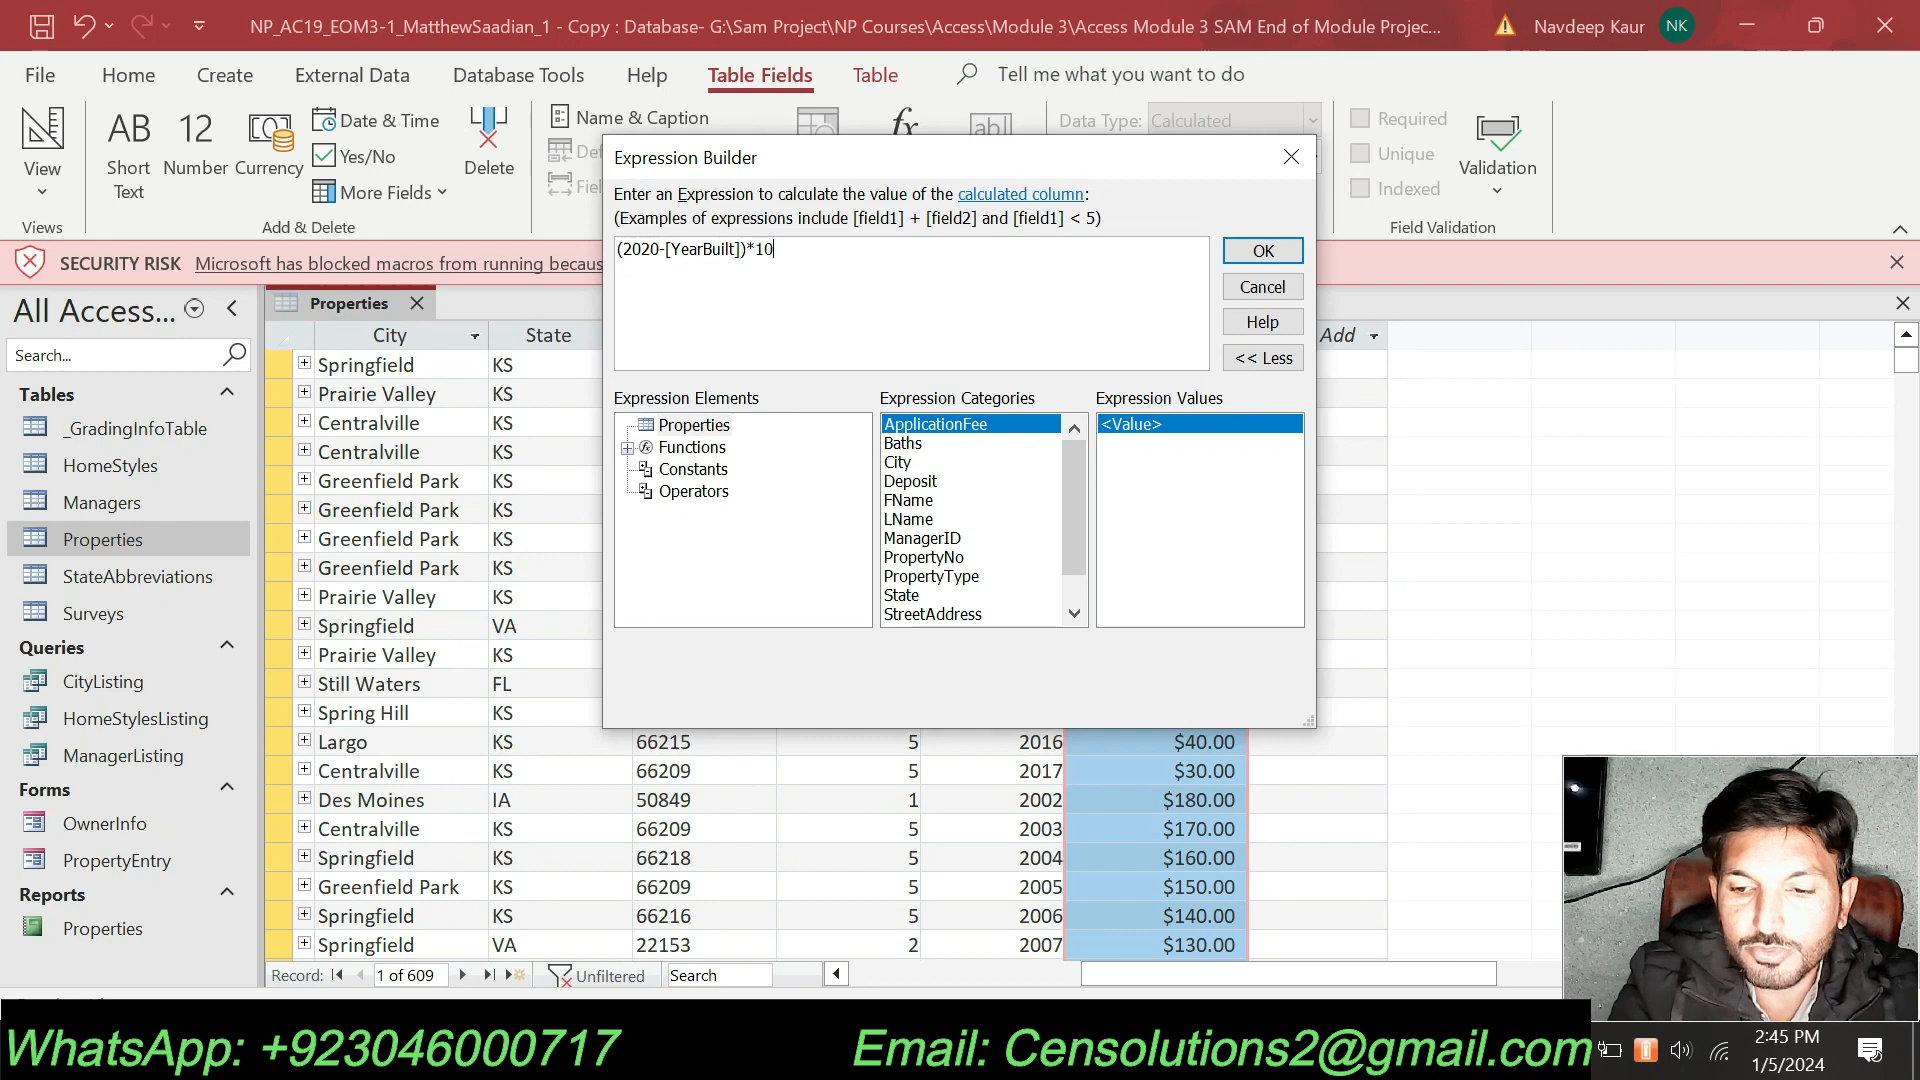 NP_AC19_EOM3-1_MatthewSaadian_1 - Copy : Database- G:\Sam Project\NP Courses\Access\Module 3\Access Module 3 SAM End of Module Projec...
Navdeep Kaur
NK
File
Home
Create
External Data
Database Tools
Help
Table Fields
Table
Tell me what you want to do
View
Views
AB
Short
Text
12
Number
Currency
Date & Time
Yes/No
More Fields
Delete
Add & Delete
Name & Caption
fx
ab
Data Type: Calculated
Required
Unique
Indexed
Validation
Field Validation
SECURITY RISK
Microsoft has blocked macros from running becaus
Expression Builder
Enter an Expression to calculate the value of the calculated column:
(Examples of expressions include [field1] + [field2] and [field1] < 5)
(2020-[YearBuilt])*10
OK
Cancel
Help
<< Less
Expression Elements
Properties
Functions
Constants
Operators
Expression Categories
ApplicationFee
Baths
City
Deposit
FName
LName
ManagerID
PropertyNo
PropertyType
State
StreetAddress
Expression Values
<Value>
All Access...
Search...
Tables
_GradingInfoTable
HomeStyles
Managers
Properties
StateAbbreviations
Surveys
Queries
CityListing
HomeStylesListing
ManagerListing
Forms
OwnerInfo
PropertyEntry
Reports
Properties
Properties
City State Add
Springfield KS
Prairie Valley KS
Centralville KS
Centralville KS
Greenfield Park KS
Greenfield Park KS
Greenfield Park KS
Greenfield Park KS
Prairie Valley KS
Springfield VA
Prairie Valley KS
Still Waters FL
Spring Hill KS
Largo KS 66215 5 2016 $40.00
Centralville KS 66209 5 2017 $30.00
Des Moines IA 50849 1 2002 $180.00
Centralville KS 66209 5 2003 $170.00
Springfield KS 66218 5 2004 $160.00
Greenfield Park KS 66209 5 2005 $150.00
Springfield KS 66216 5 2006 $140.00
Springfield VA 22153 2 2007 $130.00
Record: 1 of 609 Unfiltered Search
WhatsApp: +923046000717
Email: Censolutions2@gmail.com
2:45 PM
1/5/2024